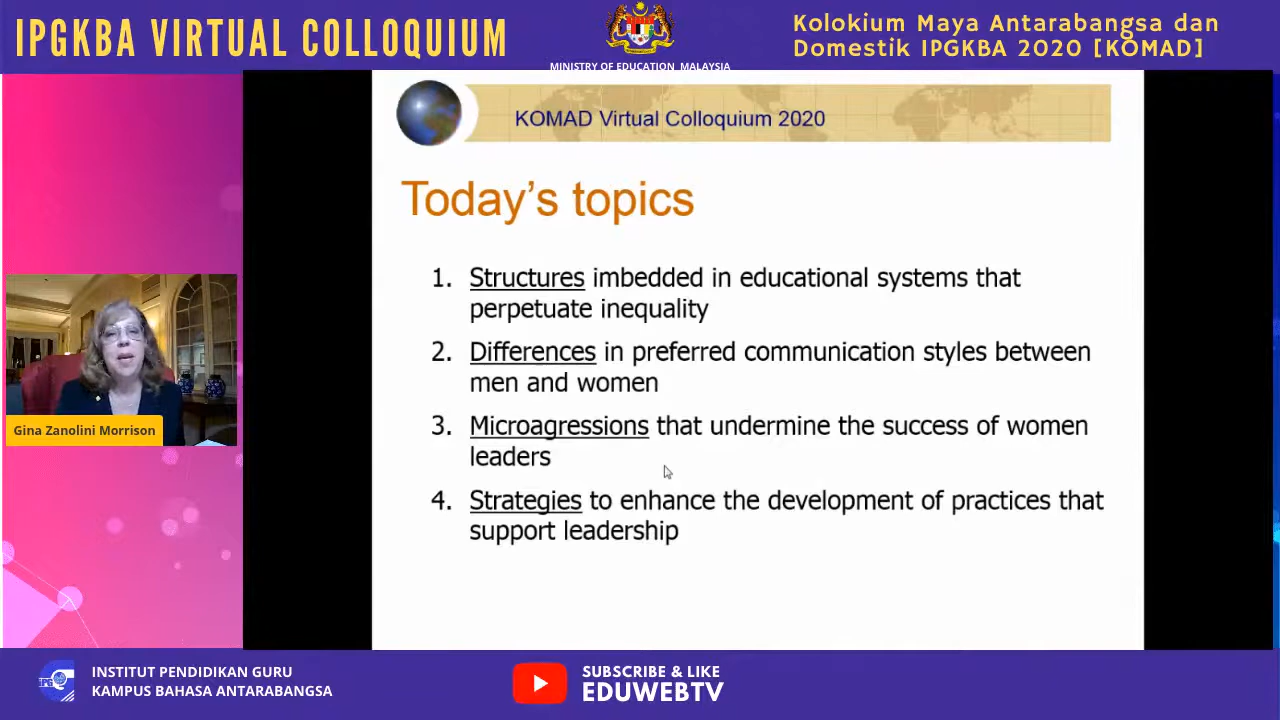 IPGKBA VIRTUAL COLLOQUIUM
MINISTRY OF EDUCATION MALAYSIA
Kolokium Maya Antarabangsa dan
Domestik IPGKBA 2020 [KOMAD]
KOMAD Virtual Colloquium 2020
Today's topics
1. Structures imbedded in educational systems that
perpetuate inequality
2. Differences in preferred communication styles between
men and women
3. Microagressions that undermine the success of women
leaders
4. Strategies to enhance the development of practices that
support leadership
Gina Zanolini Morrison
INSTITUT PENDIDIKAN GURU
KAMPUS BAHASA ANTARABANGSA
SUBSCRIBE & LIKE
EDUWEBTV